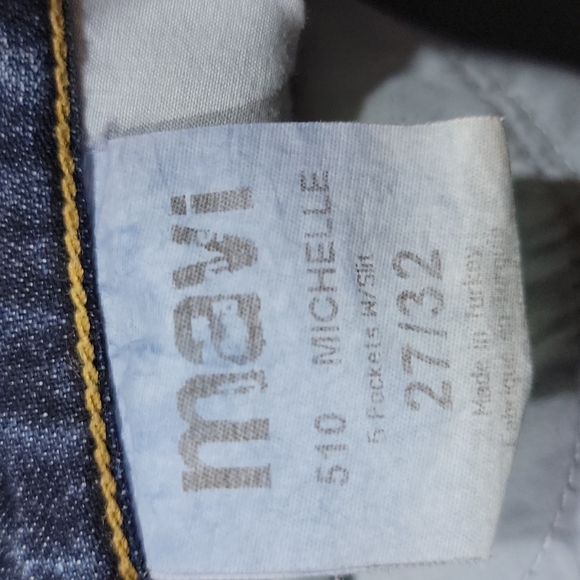 mavi
510 MICHELLE
5 Pockets W/Slit
27/32
Made in Turkey